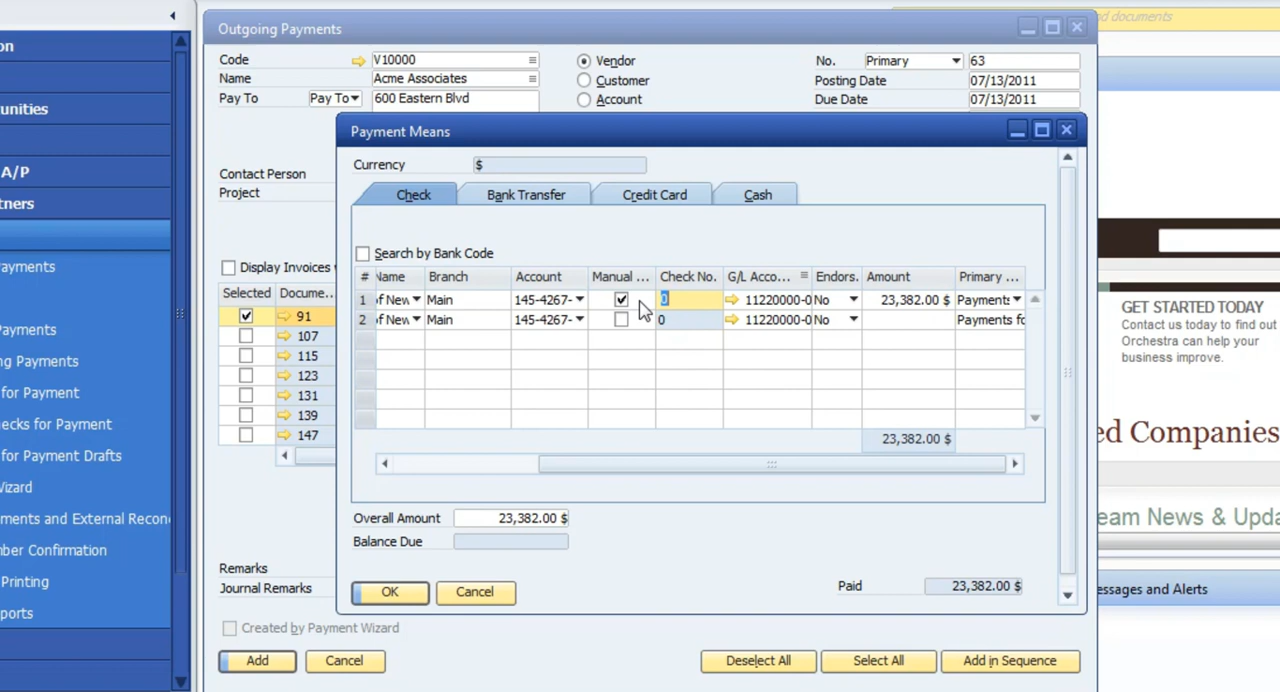 on
unities
A/P
tners
ayments
ayments
ng Payments
for Payment
ecks for Payment
for Payment Drafts
Wizard
ments and External Recon
ber Confirmation
Printing
ports
d documents
Outgoing Payments
Code V10000 Vendor No. Primary 63
Name Acme Associates Customer Posting Date 07/13/2011
Pay To Pay To 600 Eastern Blvd Account Due Date 07/13/2011
Contact Person
Project
Display Invoices
Selected Docume...
91
107
115
123
131
139
147
Payment Means
Currency $
Check Bank Transfer Credit Card Cash
Search by Bank Code
# Name Branch Account Manual ... Check No. G/L Acco... Endors. Amount Primary ...
1 of New Main 145-4267- 0 11220000-0 No 23,382.00 $ Payments
2 of New Main 145-4267- 0 11220000-0 No Payments fo
23,382.00 $
Overall Amount 23,382.00 $
Balance Due
OK Cancel Paid 23,382.00 $
Remarks
Journal Remarks
Created by Payment Wizard
Add Cancel Deselect All Select All Add in Sequence
GET STARTED TODAY
Contact us today to find out
Orchestra can help your
business improve.
ed Companies
eam News & Upda
essages and Alerts